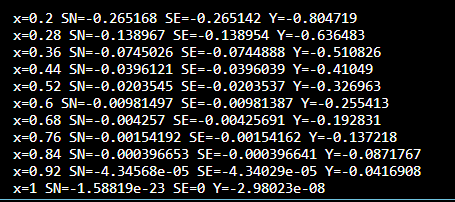 x=0.2 SN=-0.265168 SE=-0.265142 Y=-0.804719
x=0.28 SN=-0.138967 SE=-0.138954 Y=-0.636483
x=0.36 SN=-0.0745026 SE=-0.0744888 Y=-0.510826
x=0.44 SN=-0.0396121 SE=-0.0396039 Y=-0.41049
x=0.52 SN=-0.0203545 SE=-0.0203537 Y=-0.326963
x=0.6 SN=-0.00981497 SE=-0.00981387 Y=-0.255413
x=0.68 SN=-0.004257 SE=-0.00425691 Y=-0.192831
x=0.76 SN=-0.00154192 SE=-0.00154162 Y=-0.137218
x=0.84 SN=-0.000396653 SE=-0.000396641 Y=-0.0871767
x=0.92 SN=-4.34568e-05 SE=-4.34029e-05 Y=-0.0416908
x=1 SN=-1.58819e-23 SE=0 Y=-2.98023e-08